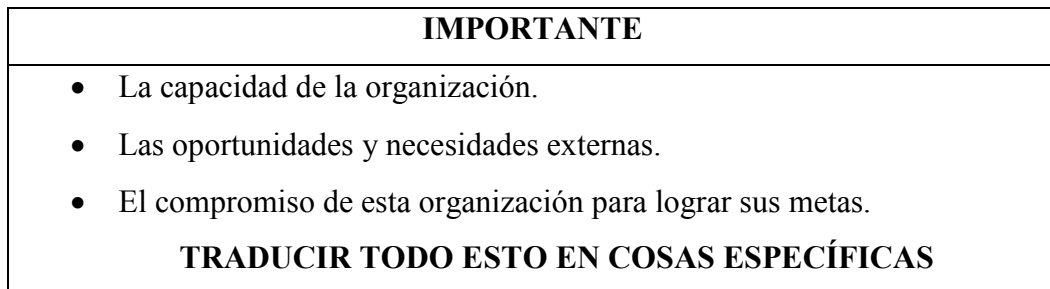 IMPORTANTE
• La capacidad de la organización.
• Las oportunidades y necesidades externas.
• El compromiso de esta organización para lograr sus metas.
TRADUCIR TODO ESTO EN COSAS ESPECÍFICAS